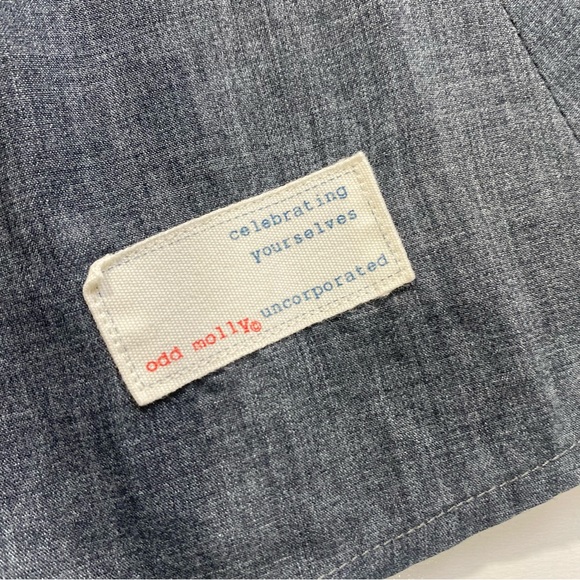 celebrating
yourselves
odd molly© uncorporated